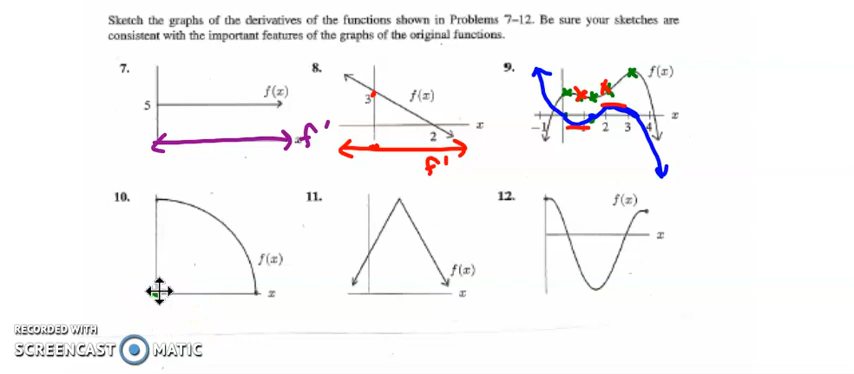 Sketch the graphs of the derivatives of the functions shown in Problems 7–12. Be sure your sketches are
consistent with the important features of the graphs of the original functions.
7.
5
f(x)
f'
8.
3
f(x)
2
x
f'
9.
f(x)
-1
2
3
4
x
10.
f(x)
x
11.
f(x)
x
12.
f(x)
x
RECORDED WITH
SCREENCAST MATIC